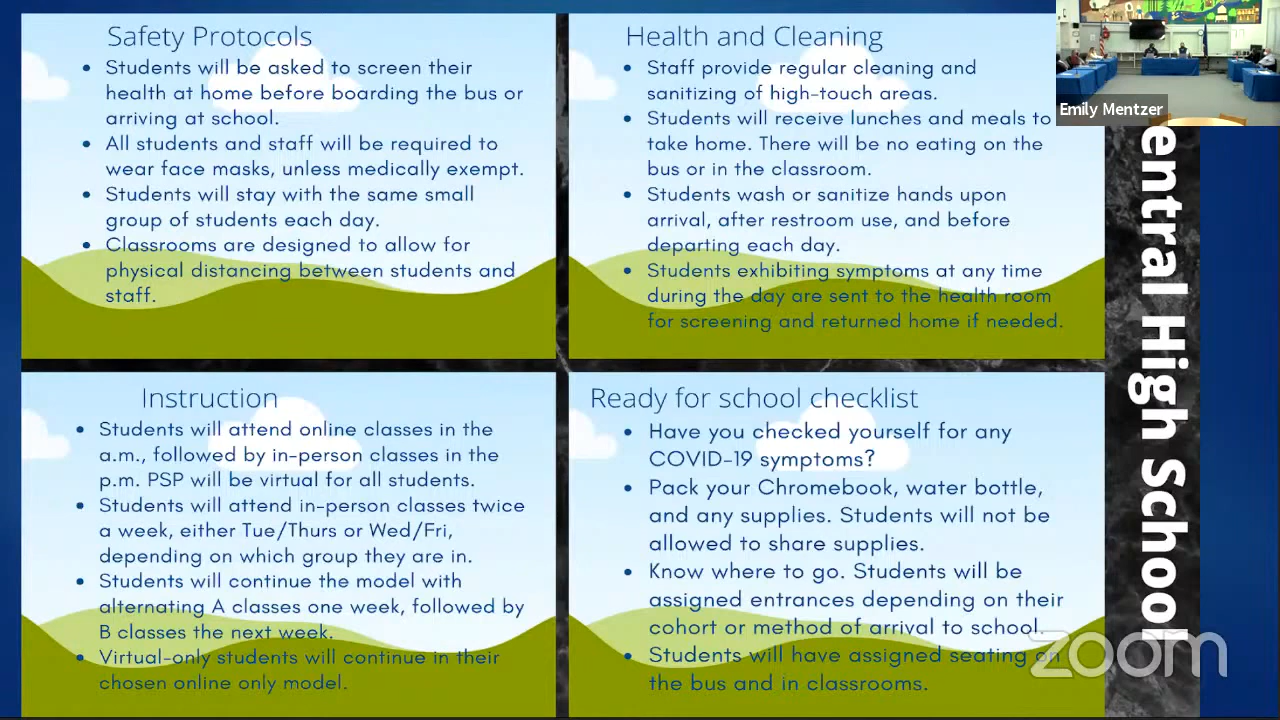 Safety Protocols
• Students will be asked to screen their
health at home before boarding the bus or
arriving at school.
• All students and staff will be required to
wear face masks, unless medically exempt.
• Students will stay with the same small
group of students each day.
• Classrooms are designed to allow for
physical distancing between students and
staff.
Health and Cleaning
• Staff provide regular cleaning and
sanitizing of high-touch areas.
• Students will receive lunches and meals to
take home. There will be no eating on the
bus or in the classroom.
• Students wash or sanitize hands upon
arrival, after restroom use, and before
departing each day.
• Students exhibiting symptoms at any time
during the day are sent to the health room
for screening and returned home if needed.
Instruction
• Students will attend online classes in the
a.m., followed by in-person classes in the
p.m. PSP will be virtual for all students.
• Students will attend in-person classes twice
a week, either Tue/Thurs or Wed/Fri,
depending on which group they are in.
• Students will continue the model with
alternating A classes one week, followed by
B classes the next week.
• Virtual-only students will continue in their
chosen online only model.
Ready for school checklist
• Have you checked yourself for any
COVID-19 symptoms?
• Pack your Chromebook, water bottle,
and any supplies. Students will not be
allowed to share supplies.
• Know where to go. Students will be
assigned entrances depending on their
cohort or method of arrival to school.
• Students will have assigned seating on
the bus and in classrooms.
Emily Mentzer
entral High School
zoom